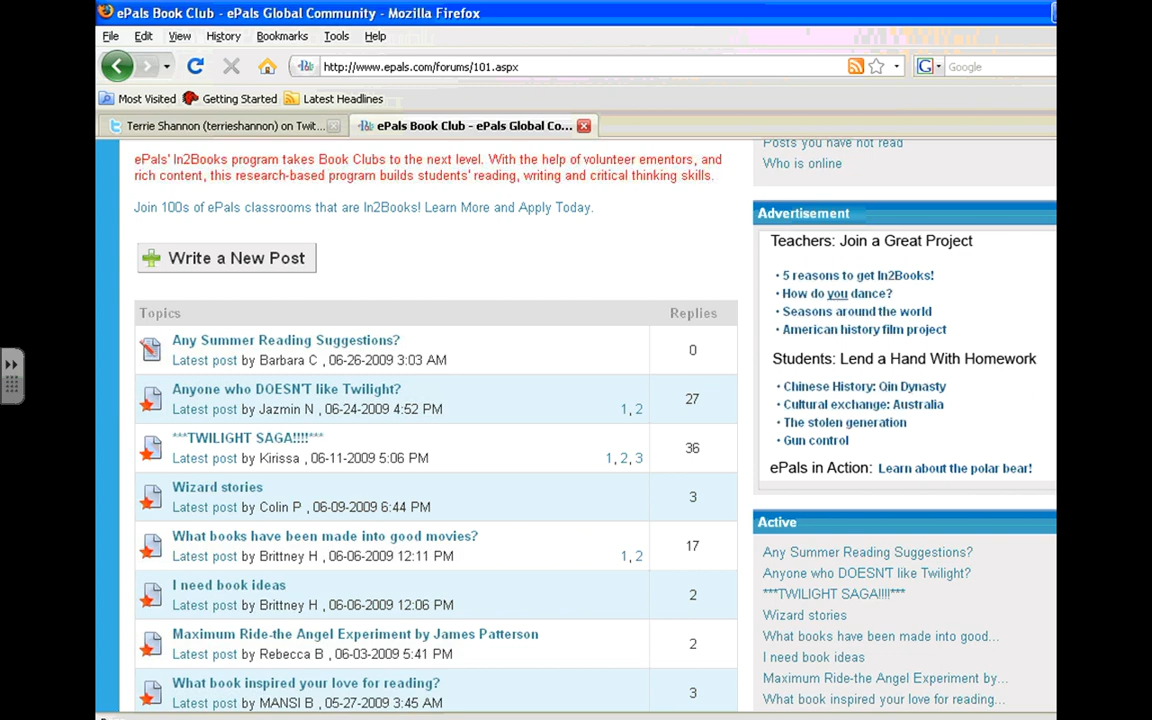 ePals Book Club - ePals Global Community - Mozilla Firefox
File Edit View History Bookmarks Tools Help
http://www.epals.com/forums/101.aspx
G Google
Most Visited Getting Started Latest Headlines
Terrie Shannon (terrieshannon) on Twit... ePals Book Club - ePals Global Co...
ePals' In2Books program takes Book Clubs to the next level. With the help of volunteer ementors, and
rich content, this research-based program builds students' reading, writing and critical thinking skills.
Join 100s of ePals classrooms that are In2Books! Learn More and Apply Today.
Write a New Post
Topics Replies
Any Summer Reading Suggestions?
Latest post by Barbara C , 06-26-2009 3:03 AM
0
Anyone who DOESN'T like Twilight?
Latest post by Jazmin N , 06-24-2009 4:52 PM 1, 2
27
***TWILIGHT SAGA!!!!***
Latest post by Kirissa , 06-11-2009 5:06 PM 1, 2, 3
36
Wizard stories
Latest post by Colin P , 06-09-2009 6:44 PM
3
What books have been made into good movies?
Latest post by Brittney H , 06-06-2009 12:11 PM 1, 2
17
I need book ideas
Latest post by Brittney H , 06-06-2009 12:06 PM
2
Maximum Ride-the Angel Experiment by James Patterson
Latest post by Rebecca B , 06-03-2009 5:41 PM
2
What book inspired your love for reading?
Latest post by MANSI B , 05-27-2009 3:45 AM
3
Posts you have not read
Who is online
Advertisement
Teachers: Join a Great Project
• 5 reasons to get In2Books!
• How do you dance?
• Seasons around the world
• American history film project
Students: Lend a Hand With Homework
• Chinese History: Qin Dynasty
• Cultural exchange: Australia
• The stolen generation
• Gun control
ePals in Action: Learn about the polar bear!
Active
Any Summer Reading Suggestions?
Anyone who DOESN'T like Twilight?
***TWILIGHT SAGA!!!!***
Wizard stories
What books have been made into good...
I need book ideas
Maximum Ride-the Angel Experiment by...
What book inspired your love for reading...